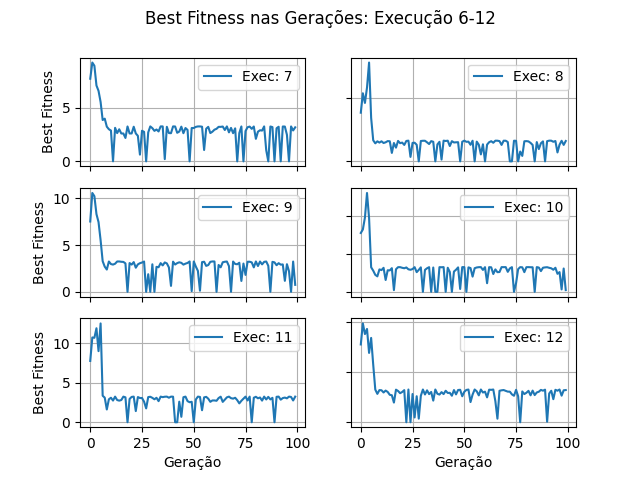 Best Fitness nas Gerações: Execução 6-12
Best Fitness
5
0
Exec: 7
Exec: 8
Best Fitness
10
5
0
Exec: 9
Exec: 10
Best Fitness
10
5
0
Exec: 11
Exec: 12
0 25 50 75 100
0 25 50 75 100
Geração
Geração